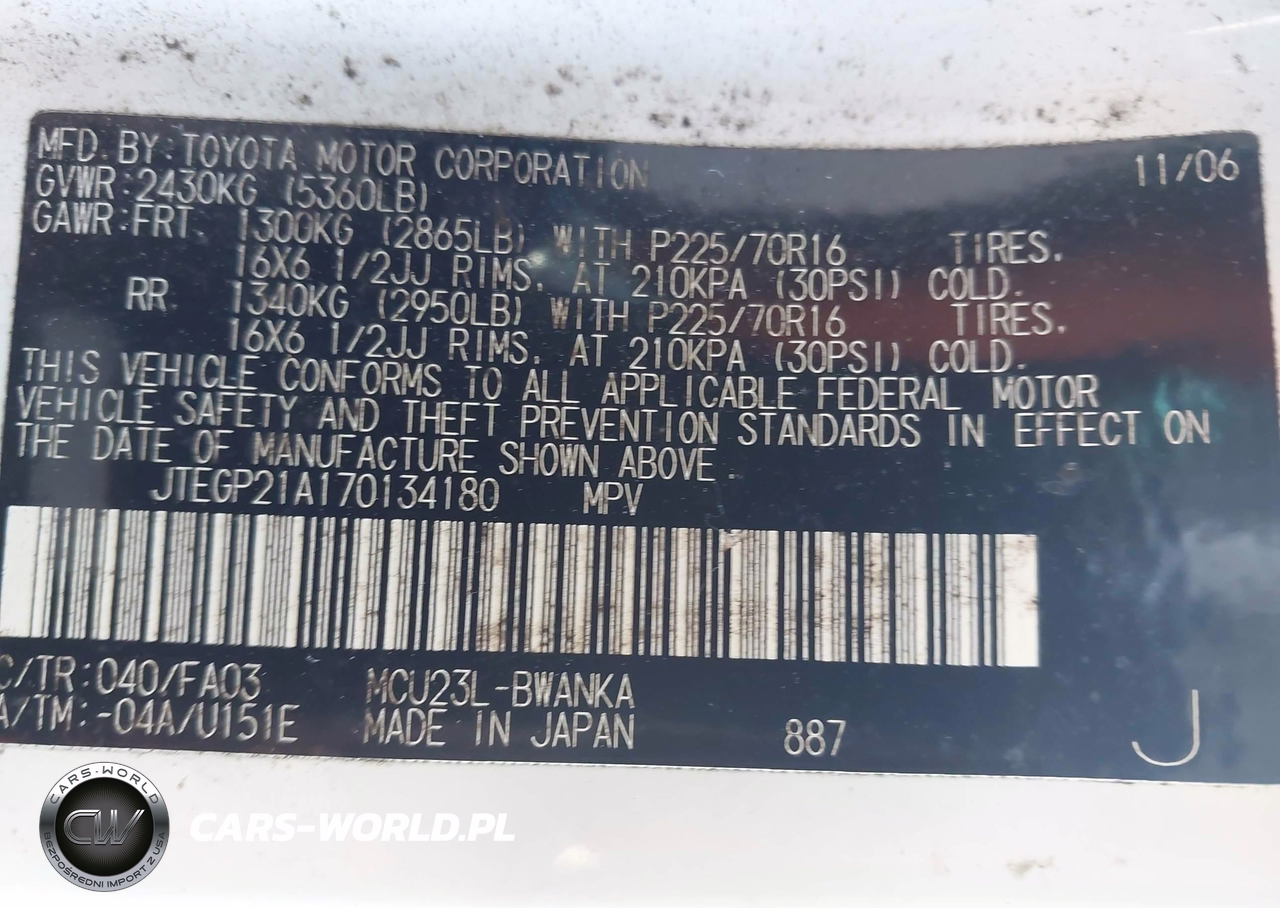 MFD. BY: TOYOTA MOTOR CORPORATION 11/06
GVWR: 2430KG (5360LB)
GAWR: FRT. 1300KG (2865LB) WITH P225/70R16 TIRES.
16X6 1/2JJ RIMS. AT 210KPA (30PSI) COLD.
RR 1340KG (2950LB) WITH P225/70R16 TIRES.
16X6 1/2JJ RIMS. AT 210KPA (30PSI) COLD.
THIS VEHICLE CONFORMS TO ALL APPLICABLE FEDERAL MOTOR
VEHICLE SAFETY AND THEFT PREVENTION STANDARDS IN EFFECT ON
THE DATE OF MANUFACTURE SHOWN ABOVE.
JTEGP21A170134180 MPV
C/TR: 040/FA03 MCU23L-BWANKA
A/TM: -04A/U151E MADE IN JAPAN 887 J
CARS-WORLD
CW
BEZPOŚREDNI IMPORT Z USA
CARS-WORLD.PL